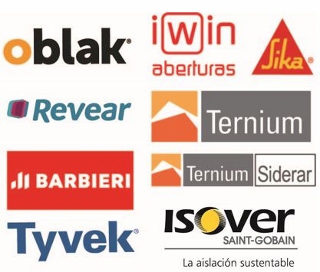 oblak®
iwin
aberturas
Sika®
Revear
Ternium
BARBIERI
Ternium Siderar
Tyvek®
ISOVER
SAINT-GOBAIN
La aislación sustentable